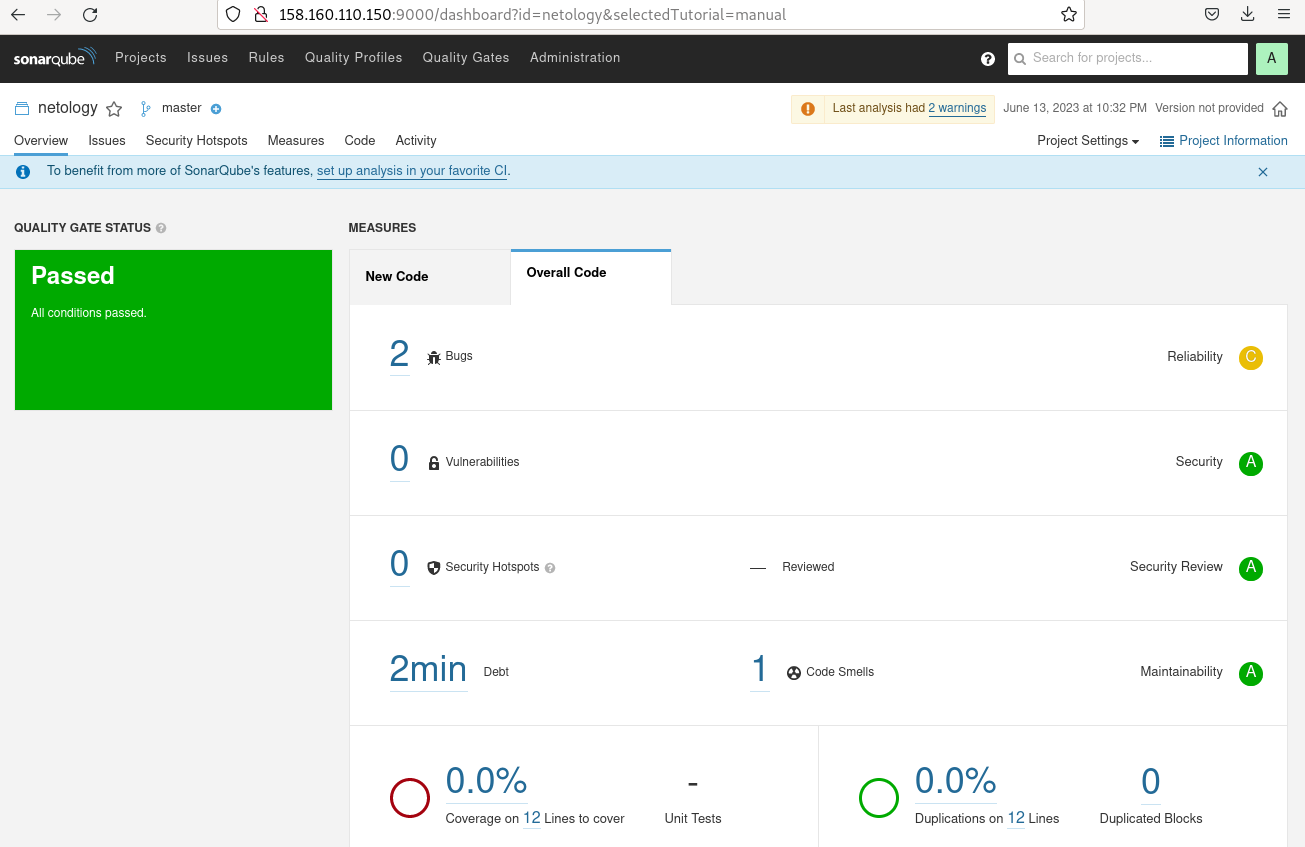 158.160.110.150:9000/dashboard?id=netology&selectedTutorial=manual
sonarqube Projects Issues Rules Quality Profiles Quality Gates Administration ? Search for projects... A
netology master ! Last analysis had 2 warnings June 13, 2023 at 10:32 PM Version not provided
Overview Issues Security Hotspots Measures Code Activity Project Settings Project Information
To benefit from more of SonarQube's features, set up analysis in your favorite CI.
QUALITY GATE STATUS ? MEASURES
Passed
All conditions passed.
New Code Overall Code
2 Bugs Reliability C
0 Vulnerabilities Security A
0 Security Hotspots ? — Reviewed Security Review A
2min Debt 1 Code Smells Maintainability A
0.0% - 0.0% 0
Coverage on 12 Lines to cover Unit Tests Duplications on 12 Lines Duplicated Blocks